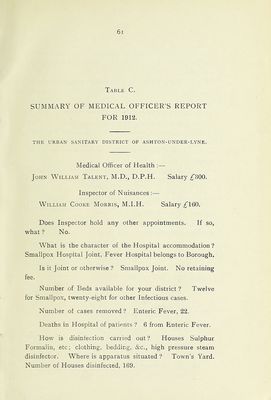 61
TABLE C.
SUMMARY OF MEDICAL OFFICER'S REPORT
FOR 1912.
THE URBAN SANITARY DISTRICT OF ASHTON-UNDER-LYNE.
Medical Officer of Health :—
JOHN WILLIAM TALENT, M.D., D.P.H. Salary £300.
Inspector of Nuisances :—
WILLIAM COOKE MORRIS, M.I.H. Salary £160.
Does Inspector hold any other appointments. If so,
what ? No.
What is the character of the Hospital accommodation ?
Smallpox Hospital Joint, Fever Hospital belongs to Borough.
Is it Joint or otherwise ? Smallpox Joint. No retaining
fee.
Number of Beds available for your district ? Twelve
for Smallpox, twenty-eight for other Infectious cases.
Number of cases removed ? Enteric Fever, 22.
Deaths in Hospital of patients ? 6 from Enteric Fever.
How is disinfection carried out ? Houses Sulphur
Formalin, etc; clothing, bedding, &c., high pressure steam
disinfector. Where is apparatus situated ? Town's Yard.
Number of Houses disinfected, 169.